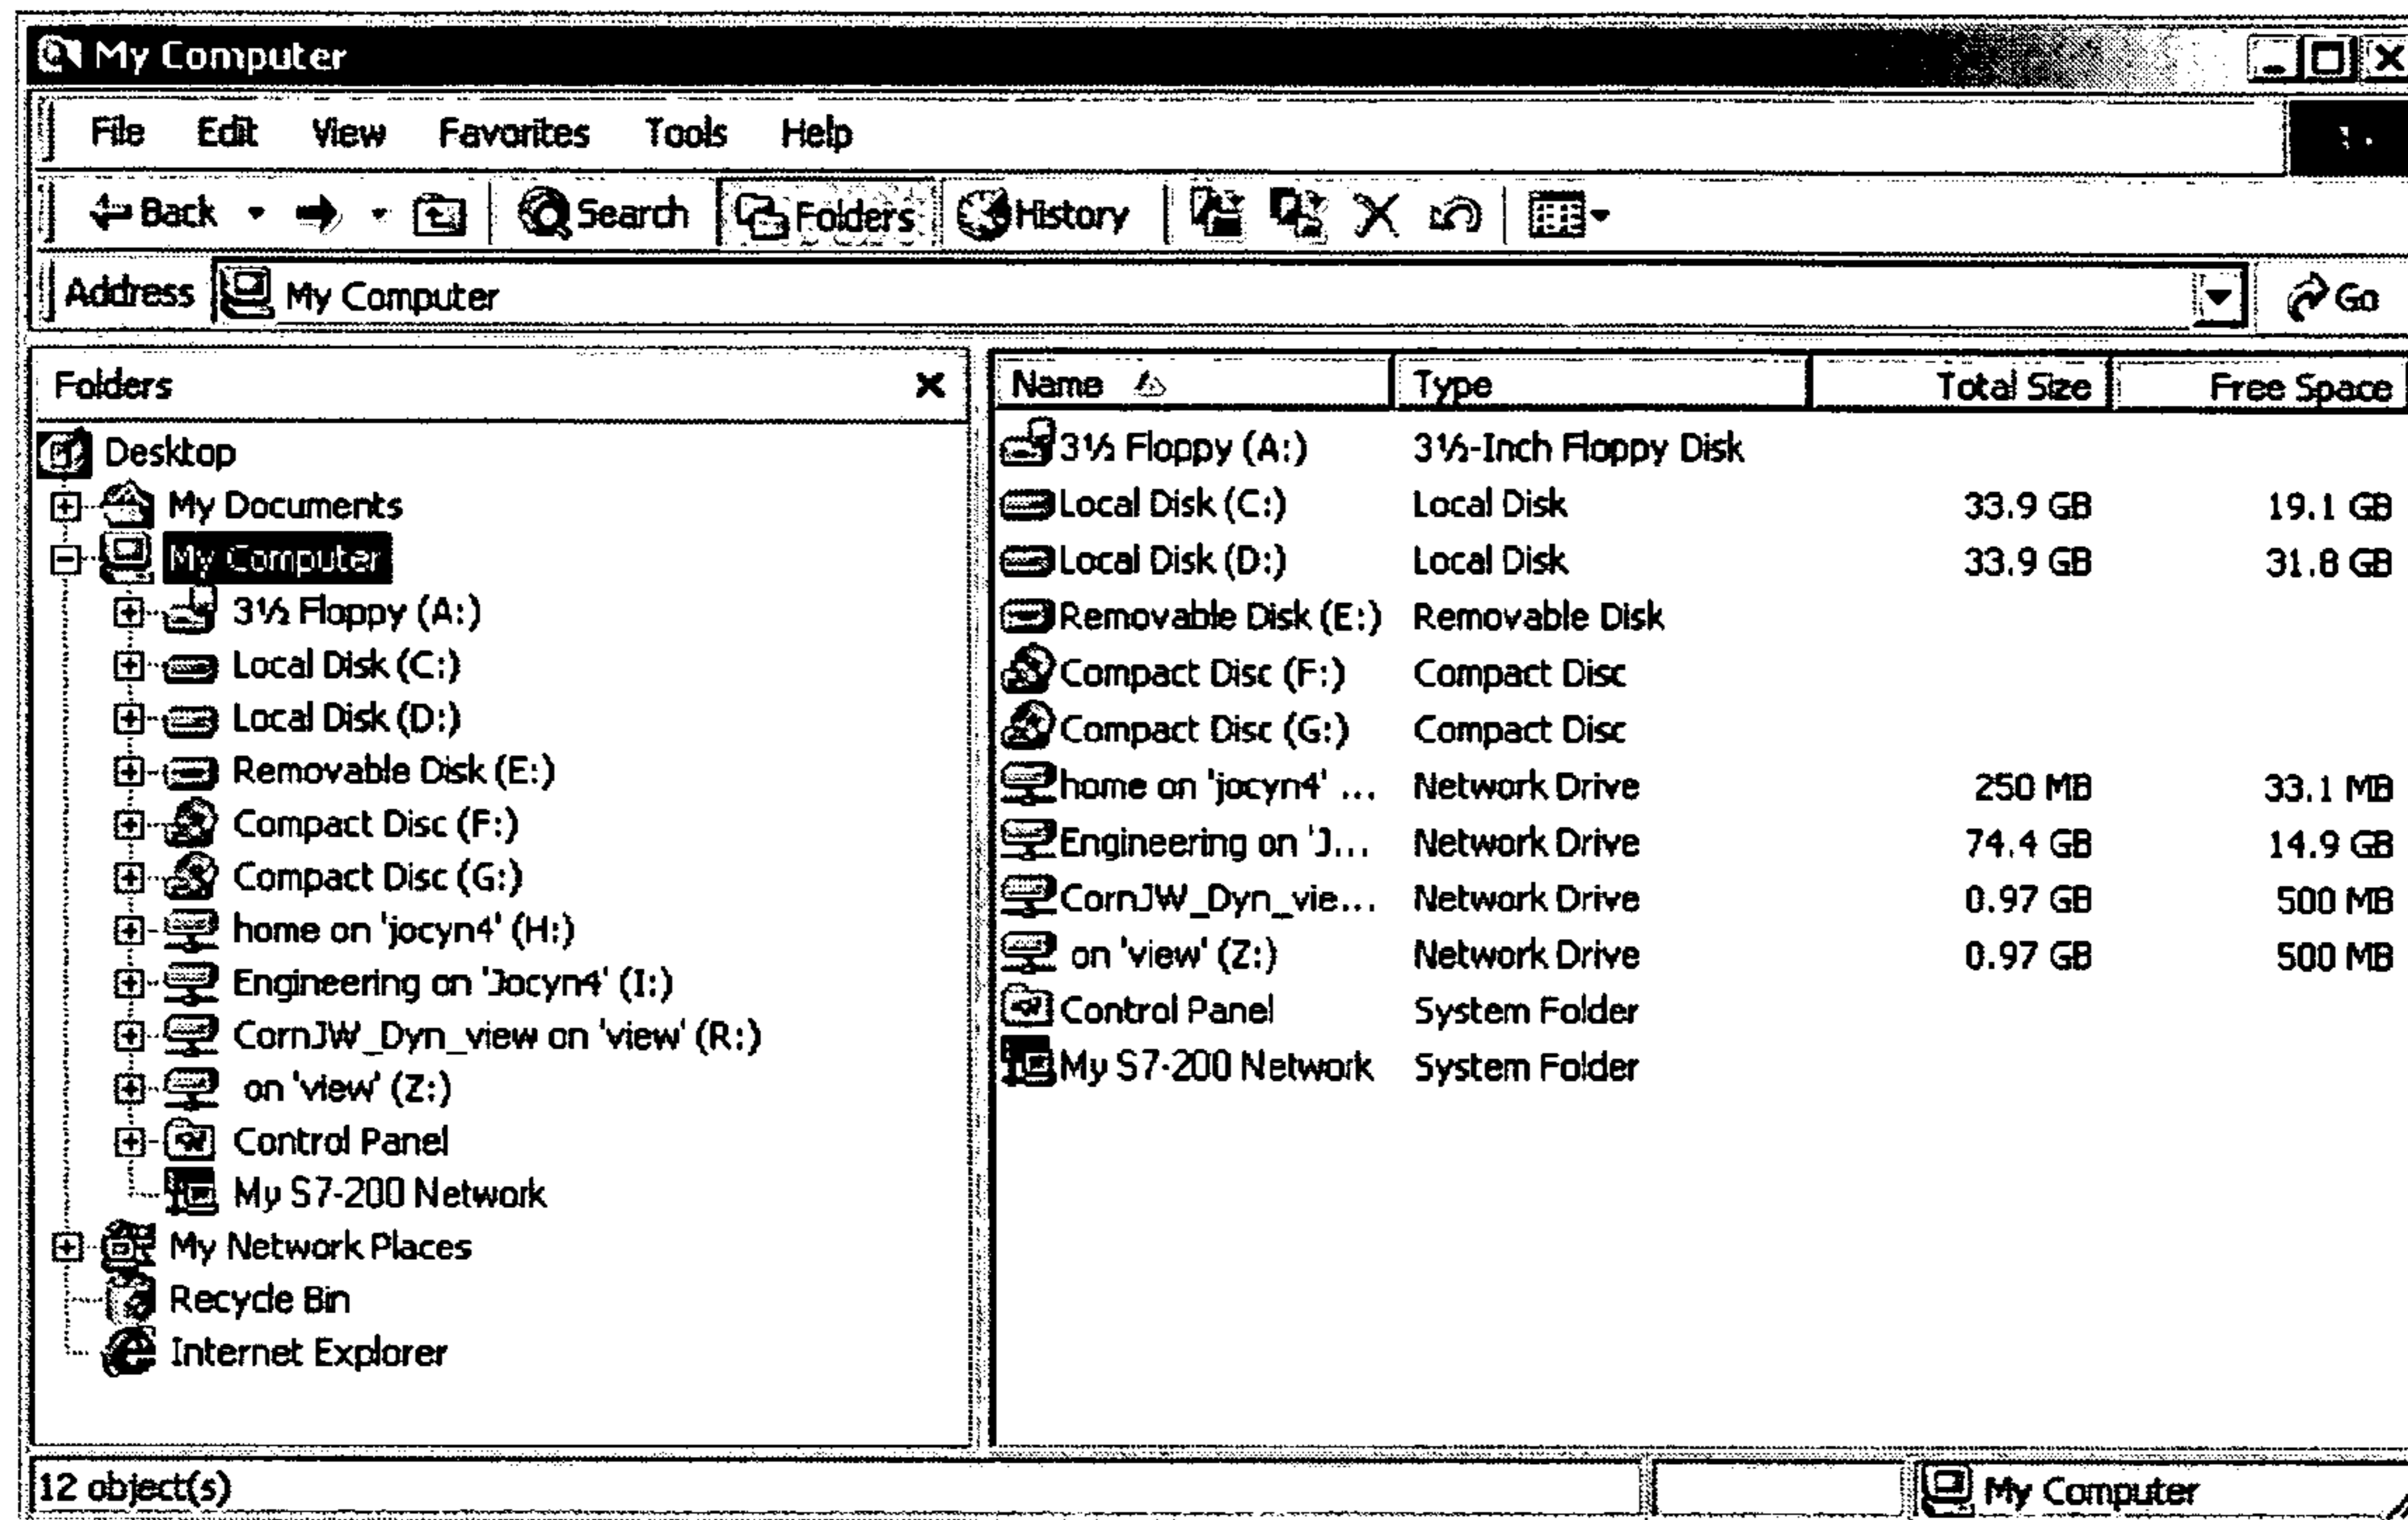 My Computer
File Edit View Favorites Tools Help
Back Search Folders History
Address My Computer Go
Folders
Desktop
My Documents
My Computer
3½ Floppy (A:)
Local Disk (C:)
Local Disk (D:)
Removable Disk (E:)
Compact Disc (F:)
Compact Disc (G:)
home on 'jocyn4' (H:)
Engineering on 'Jocyn4' (I:)
CornJW_Dyn_view on 'view' (R:)
on 'view' (Z:)
Control Panel
My S7-200 Network
My Network Places
Recycle Bin
Internet Explorer
Name Type Total Size Free Space
3½ Floppy (A:) 3½-Inch Floppy Disk
Local Disk (C:) Local Disk 33.9 GB 19.1 GB
Local Disk (D:) Local Disk 33.9 GB 31.8 GB
Removable Disk (E:) Removable Disk
Compact Disc (F:) Compact Disc
Compact Disc (G:) Compact Disc
home on 'jocyn4' ... Network Drive 250 MB 33.1 MB
Engineering on 'J... Network Drive 74.4 GB 14.9 GB
CornJW_Dyn_vie... Network Drive 0.97 GB 500 MB
on 'view' (Z:) Network Drive 0.97 GB 500 MB
Control Panel System Folder
My S7-200 Network System Folder
12 object(s) My Computer